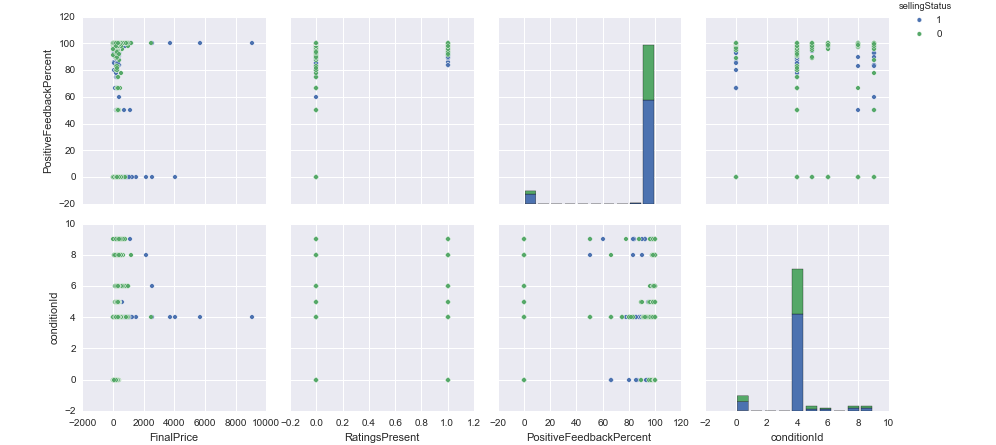 sellingStatus
1
0
PositiveFeedbackPercent
120
100
80
60
40
20
0
−20
conditionId
10
8
6
4
2
0
−2
−2000 0 2000 4000 6000 8000 10000
FinalPrice
−0.2 0.0 0.2 0.4 0.6 0.8 1.0 1.2
RatingsPresent
−20 0 20 40 60 80 100 120
PositiveFeedbackPercent
−2 0 2 4 6 8 10
conditionId